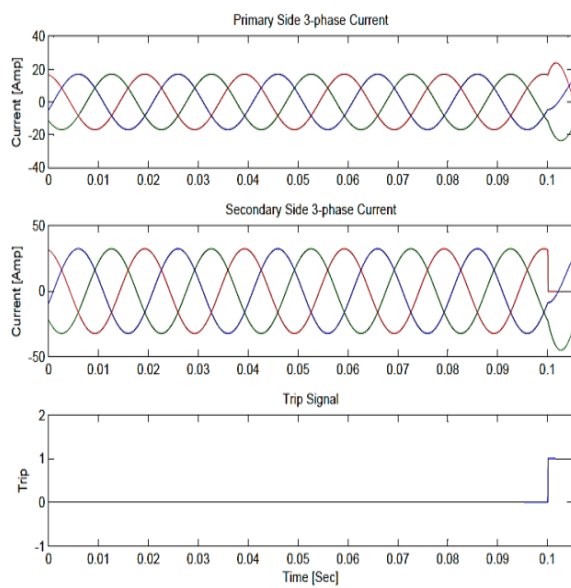 Primary Side 3-phase Current
Current [Amp]
40
20
0
-20
-40
0 0.01 0.02 0.03 0.04 0.05 0.06 0.07 0.08 0.09 0.1
Secondary Side 3-phase Current
Current [Amp]
50
0
-50
0 0.01 0.02 0.03 0.04 0.05 0.06 0.07 0.08 0.09 0.1
Trip Signal
Trip
2
1
0
-1
0 0.01 0.02 0.03 0.04 0.05 0.06 0.07 0.08 0.09 0.1
Time [Sec]